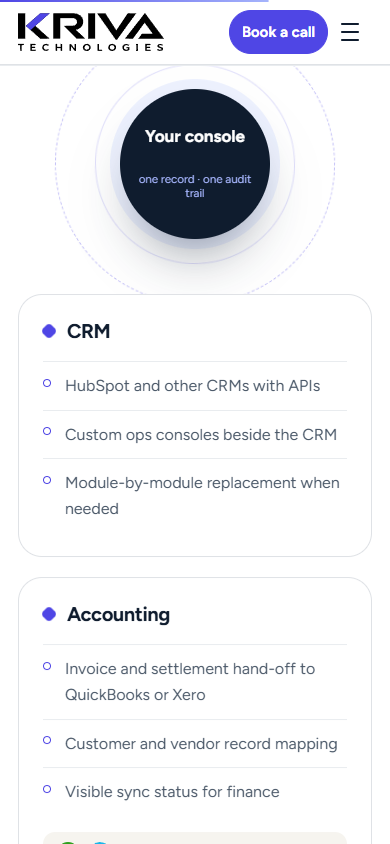 KRIVA
TECHNOLOGIES
Book a call
Your console
one record · one audit
trail
CRM
HubSpot and other CRMs with APIs
Custom ops consoles beside the CRM
Module-by-module replacement when
needed
Accounting
Invoice and settlement hand-off to
QuickBooks or Xero
Customer and vendor record mapping
Visible sync status for finance